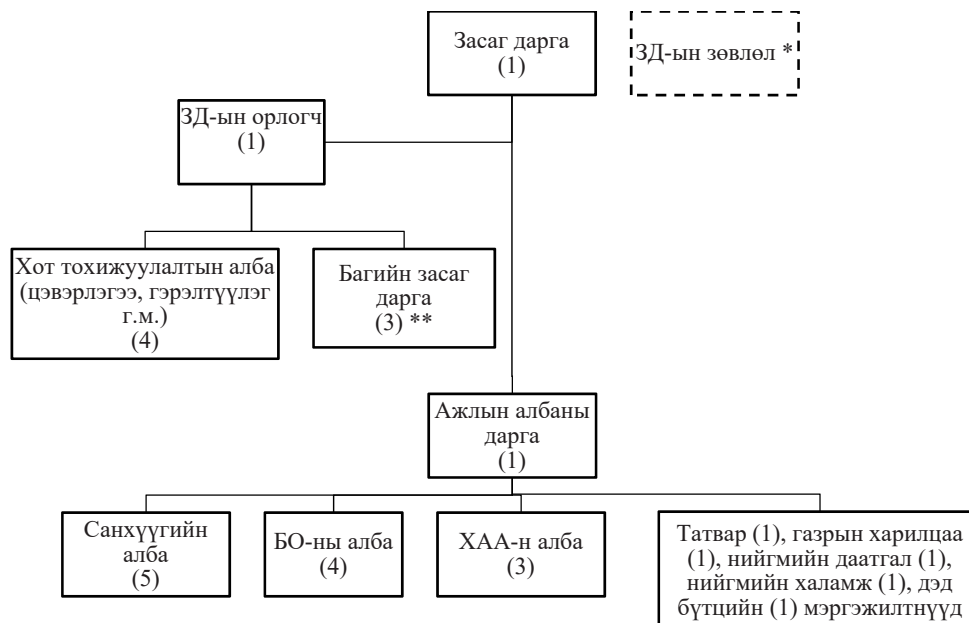 Засаг дарга
(1)
ЗД-ын зөвлөл *
ЗД-ын орлогч
(1)
Хот тохижуулалтын алба
(цэвэрлэгээ, гэрэлтүүлэг
г.м.)
(4)
Багийн засаг
дарга
(3) **
Ажлын албаны
дарга
(1)
Санхүүгийн
алба
(5)
БО-ны алба
(4)
ХАА-н алба
(3)
Татвар (1), газрын харилцаа
(1), нийгмийн даатгал (1),
нийгмийн халамж (1), дэд
бүтцийн (1) мэргэжилтнүүд